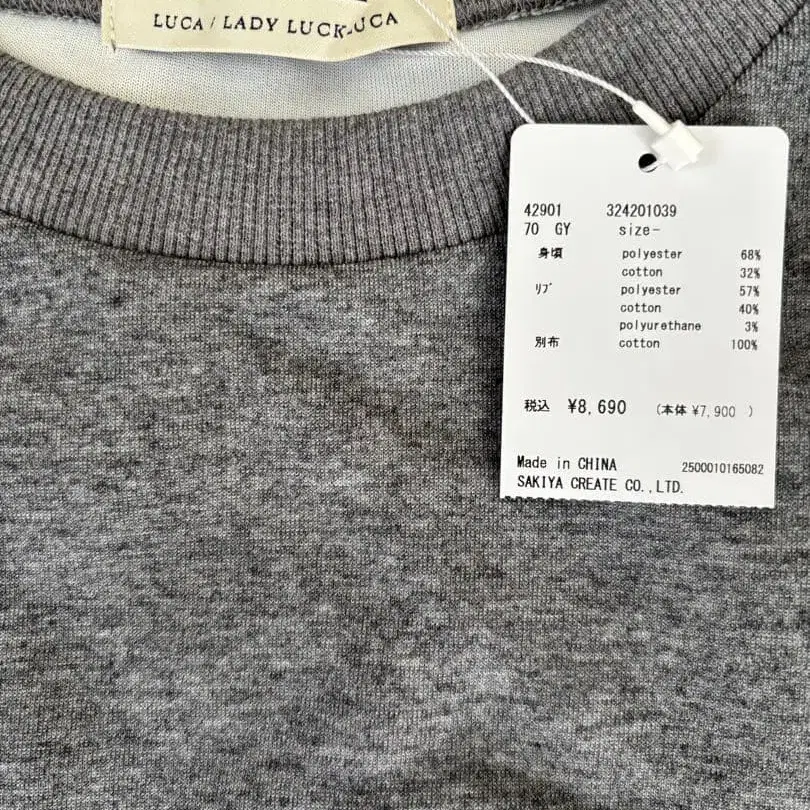 LUCA / LADY LUCK LUCA
42901 324201039
70 GY size-
身頃 polyester 68%
cotton 32%
ﾘﾌﾞ polyester 57%
cotton 40%
polyurethane 3%
別布 cotton 100%
税込 ¥8,690 (本体 ¥7,900 )
Made in CHINA 2500010165082
SAKIYA CREATE CO.,LTD.